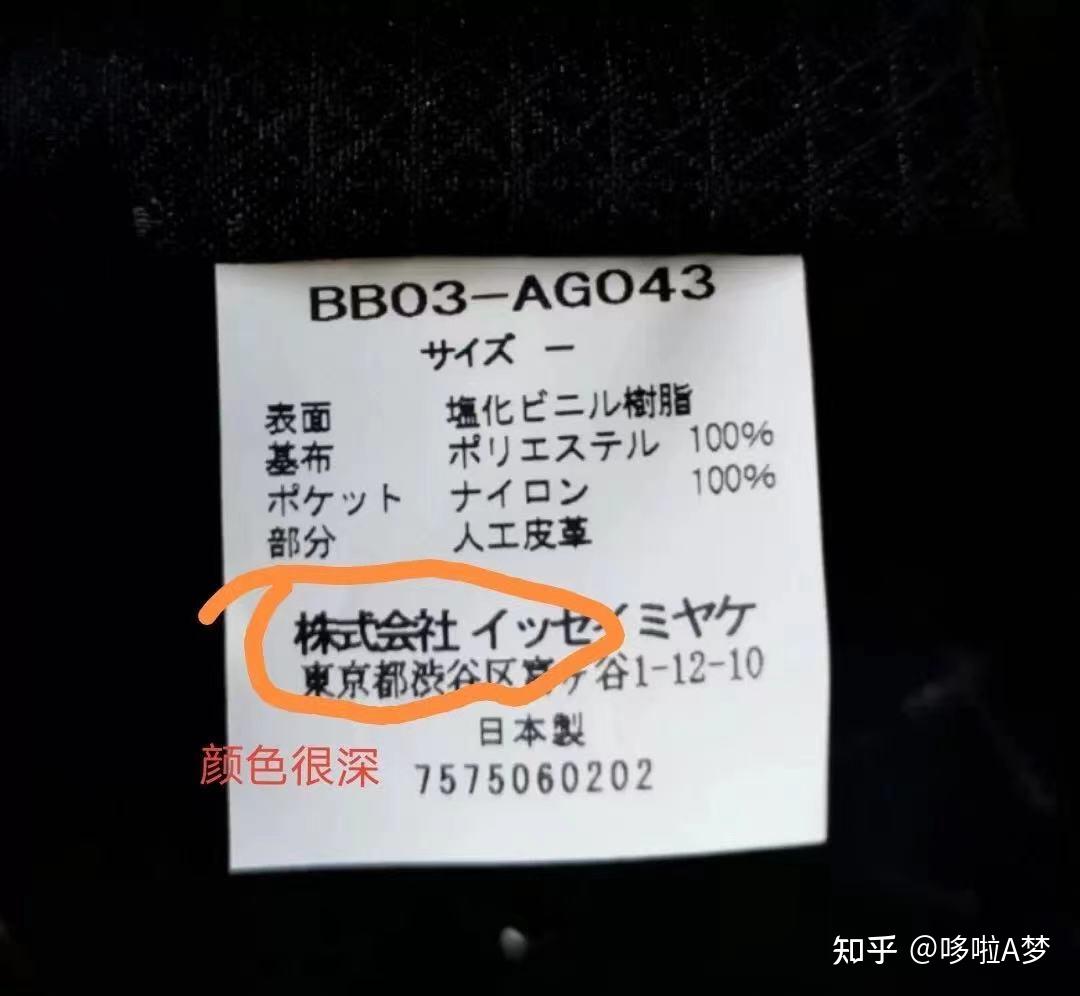 BB03-AG043
サイズ ー
表面 塩化ビニル樹脂
基布 ポリエステル 100%
ポケット ナイロン 100%
部分 人工皮革
株式会社 イッセイミヤケ
東京都渋谷区富ヶ谷1-12-10
日本製
颜色很深
7575060202
知乎 @哆啦A梦